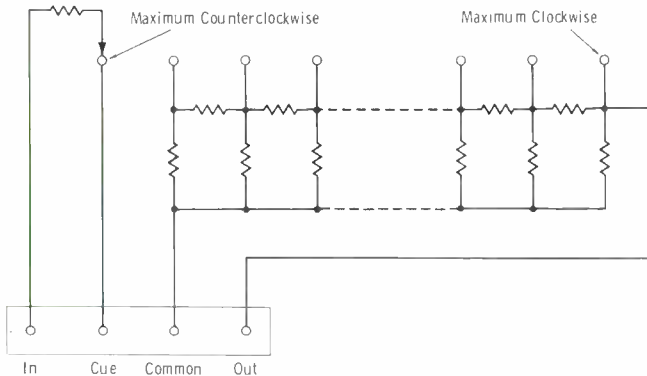 Maximum Counterclockwise
Maximum Clockwise
In Cue Common Out